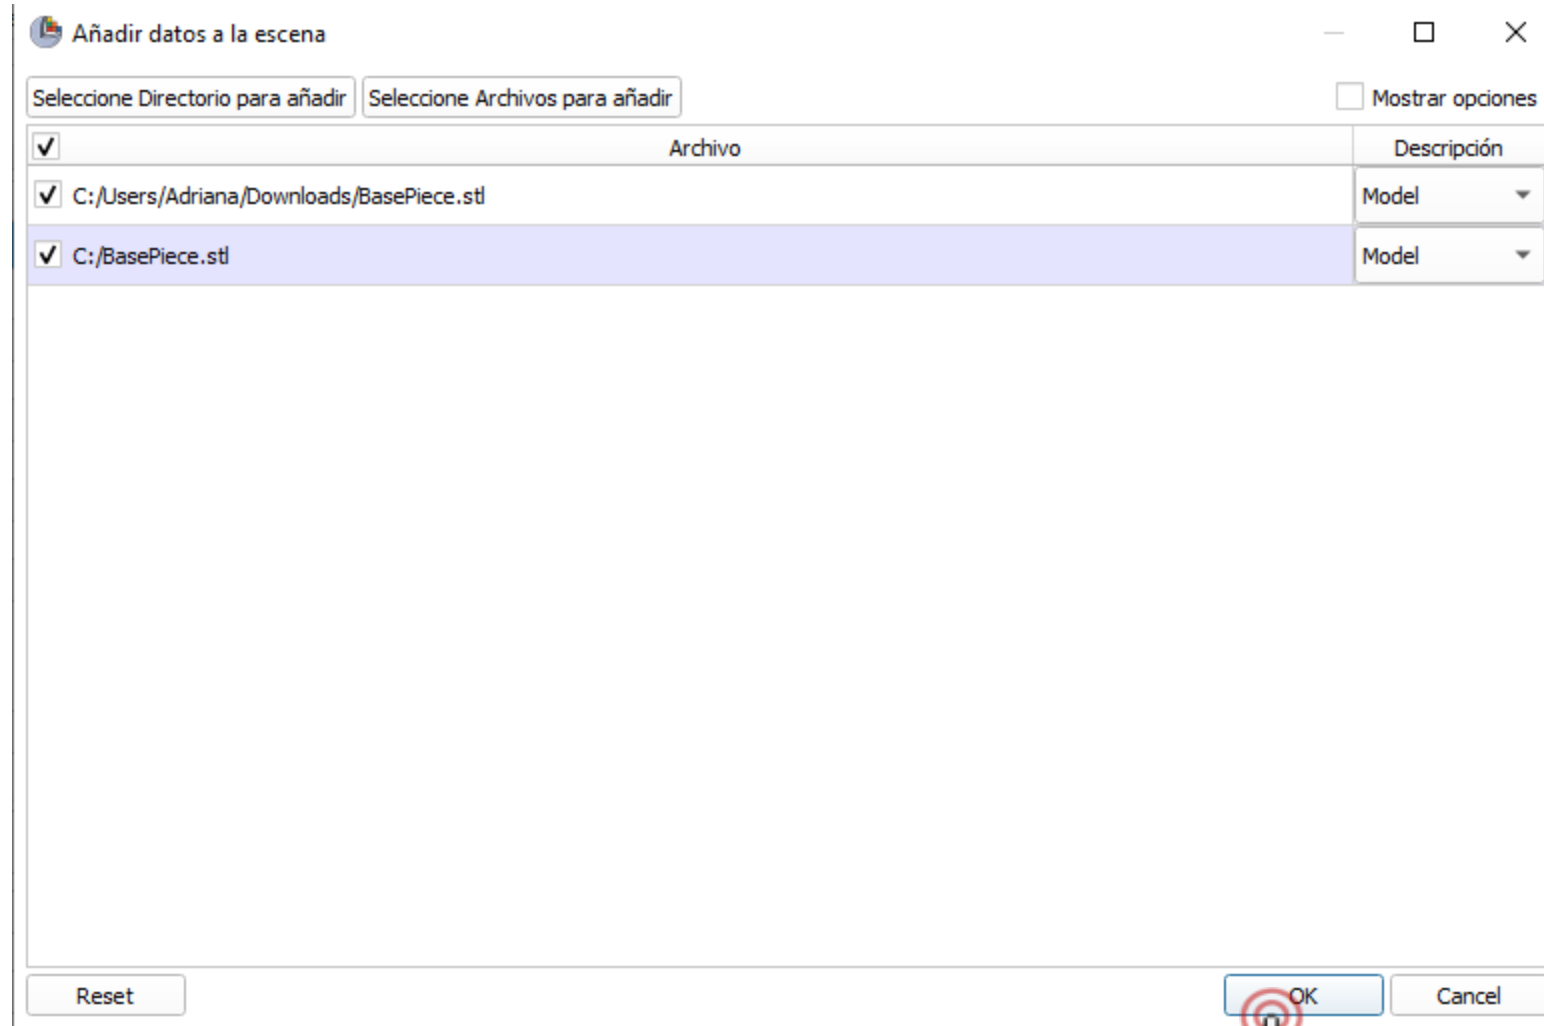 Añadir datos a la escena
Seleccione Directorio para añadir Seleccione Archivos para añadir Mostrar opciones
Archivo Descripción
C:/Users/Adriana/Downloads/BasePiece.stl Model
C:/BasePiece.stl Model
Reset OK Cancel